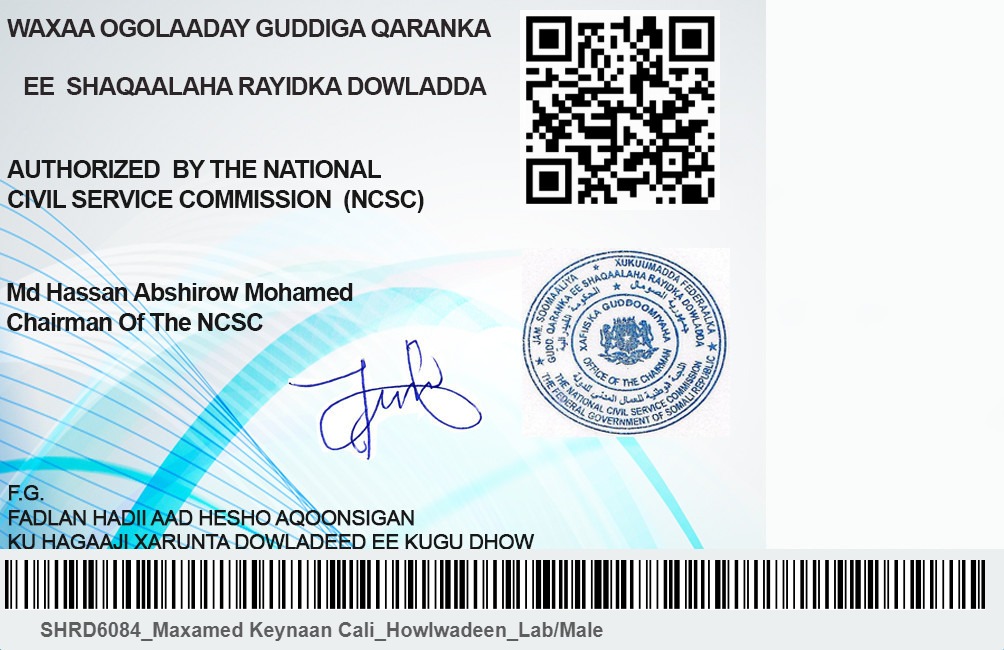 WAXAA OGOLAADAY GUDDIGA QARANKA
EE SHAQAALAHA RAYIDKA DOWLADDA
AUTHORIZED BY THE NATIONAL
CIVIL SERVICE COMMISSION (NCSC)
Md Hassan Abshirow Mohamed
Chairman Of The NCSC
JAM. SOOMAALIYA ★ XUKUUMADDA FEDERAALKA
GUDD. QARANKA EE SHAQAALAHA RAYIDKA DOWLADDA
XAFIISKA GUDDOOMIYAHA
OFFICE OF THE CHAIRMAN
THE NATIONAL CIVIL SERVICE COMMISSION
THE FEDERAL GOVERNMENT OF SOMALI REPUBLIC
F.G.
FADLAN HADII AAD HESHO AQOONSIGAN
KU HAGAAJI XARUNTA DOWLADEED EE KUGU DHOW
SHRD6084_Maxamed Keynaan Cali_Howlwadeen_Lab/Male